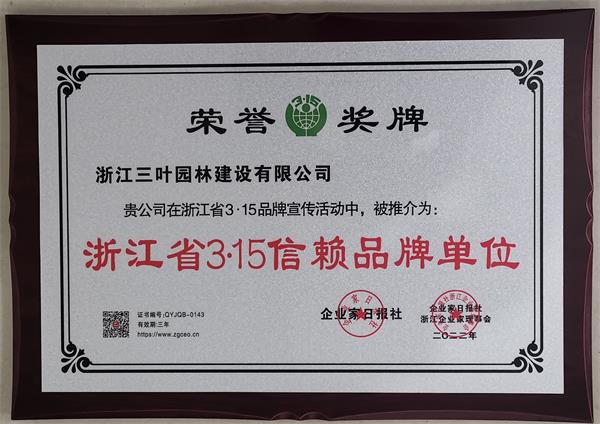 荣誉 3·15 奖牌
浙江三叶园林建设有限公司
贵公司在浙江省3·15品牌宣传活动中，被推介为：
浙江省3·15信赖品牌单位
证书编号:QYJQB-0143
有效期:三年
https://www.zgceo.cn
企业家日报社
企业家日报社
浙江企业家理事会
二〇二二年